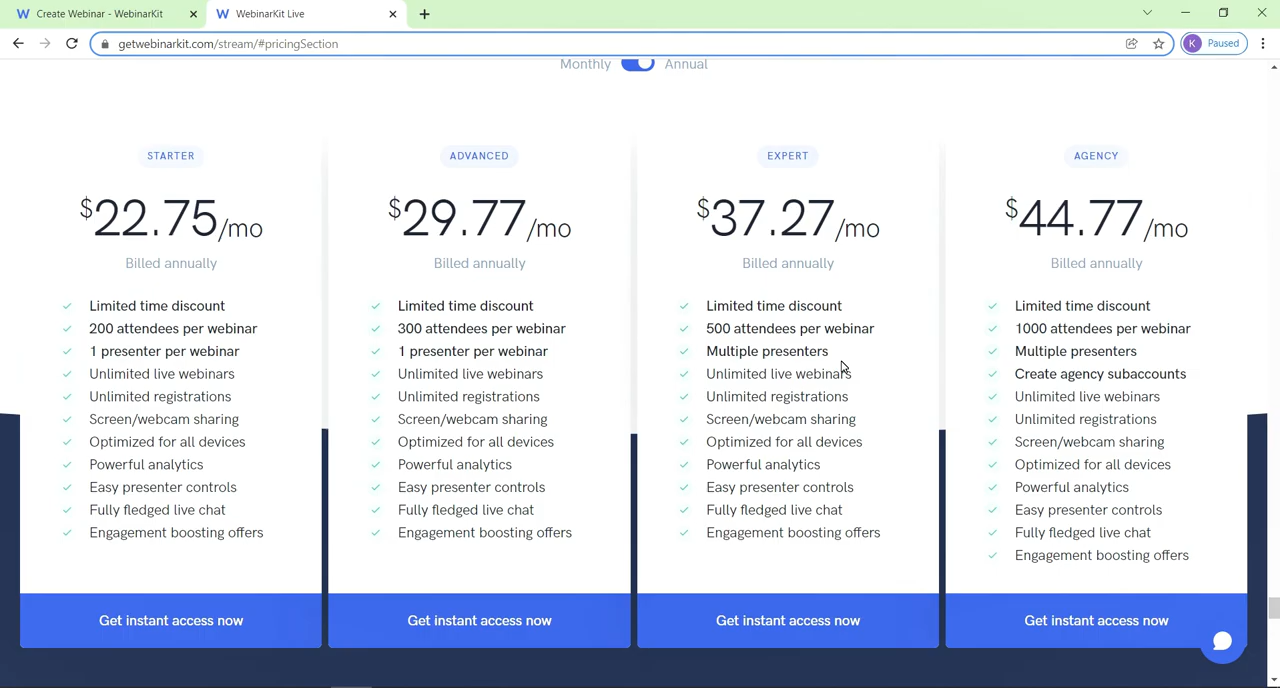 Create Webinar - WebinarKit
WebinarKit Live
getwebinarkit.com/stream/#pricingSection
K
Paused
Monthly
Annual
STARTER
$22.75/mo
Billed annually
Limited time discount
200 attendees per webinar
1 presenter per webinar
Unlimited live webinars
Unlimited registrations
Screen/webcam sharing
Optimized for all devices
Powerful analytics
Easy presenter controls
Fully fledged live chat
Engagement boosting offers
Get instant access now
ADVANCED
$29.77/mo
Billed annually
Limited time discount
300 attendees per webinar
1 presenter per webinar
Unlimited live webinars
Unlimited registrations
Screen/webcam sharing
Optimized for all devices
Powerful analytics
Easy presenter controls
Fully fledged live chat
Engagement boosting offers
Get instant access now
EXPERT
$37.27/mo
Billed annually
Limited time discount
500 attendees per webinar
Multiple presenters
Unlimited live webinars
Unlimited registrations
Screen/webcam sharing
Optimized for all devices
Powerful analytics
Easy presenter controls
Fully fledged live chat
Engagement boosting offers
Get instant access now
AGENCY
$44.77/mo
Billed annually
Limited time discount
1000 attendees per webinar
Multiple presenters
Create agency subaccounts
Unlimited live webinars
Unlimited registrations
Screen/webcam sharing
Optimized for all devices
Powerful analytics
Easy presenter controls
Fully fledged live chat
Engagement boosting offers
Get instant access now